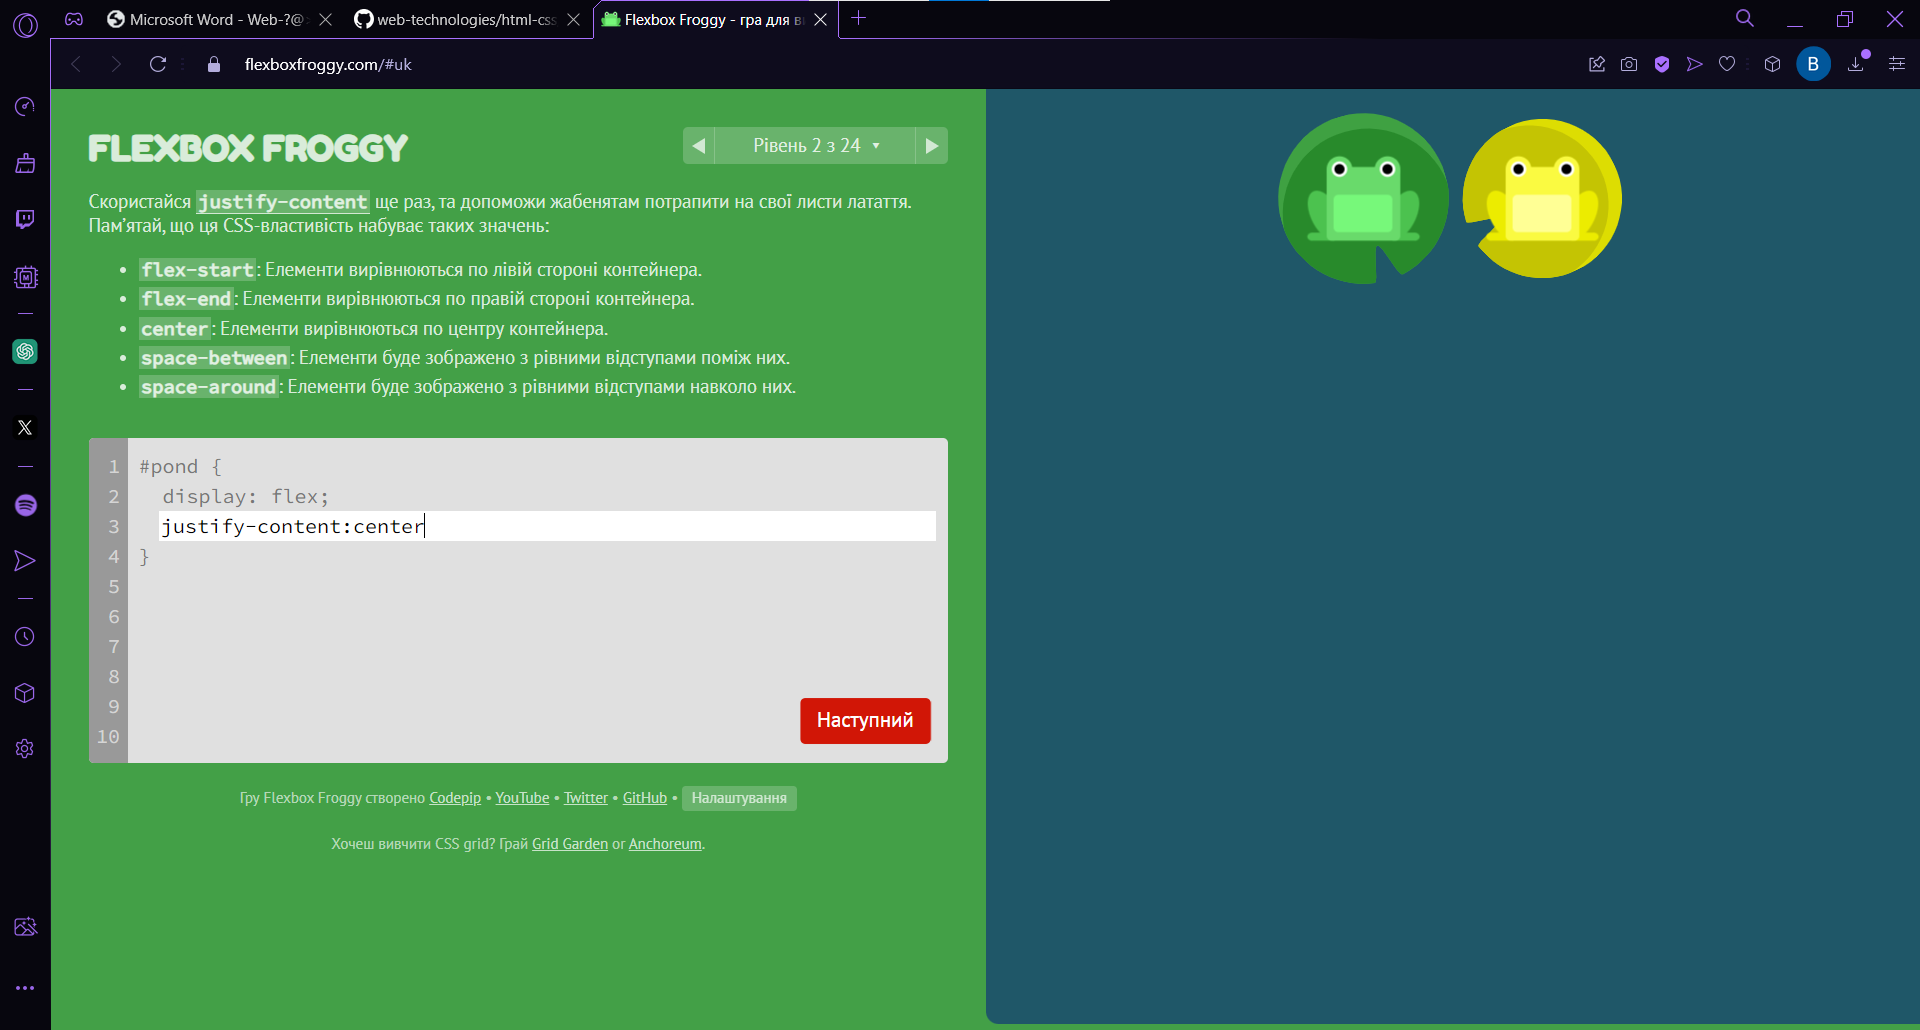 Microsoft Word - Web-?@
web-technologies/html-css
Flexbox Froggy - гра для в
flexboxfroggy.com/#uk
B
FLEXBOX FROGGY
◀ Рівень 2 з 24 ▾ ▶
Скористайся justify-content ще раз, та допоможи жабенятам потрапити на свої листи латаття.
Пам'ятай, що ця CSS-властивість набуває таких значень:
• flex-start: Елементи вирівнюються по лівій стороні контейнера.
• flex-end: Елементи вирівнюються по правій стороні контейнера.
• center: Елементи вирівнюються по центру контейнера.
• space-between: Елементи буде зображено з рівними відступами поміж них.
• space-around: Елементи буде зображено з рівними відступами навколо них.
1 #pond {
2 display: flex;
3 justify-content:center
4 }
5
6
7
8
9
10
Наступний
Гру Flexbox Froggy створено Codepip • YouTube • Twitter • GitHub • Налаштування
Хочеш вивчити CSS grid? Грай Grid Garden or Anchoreum.